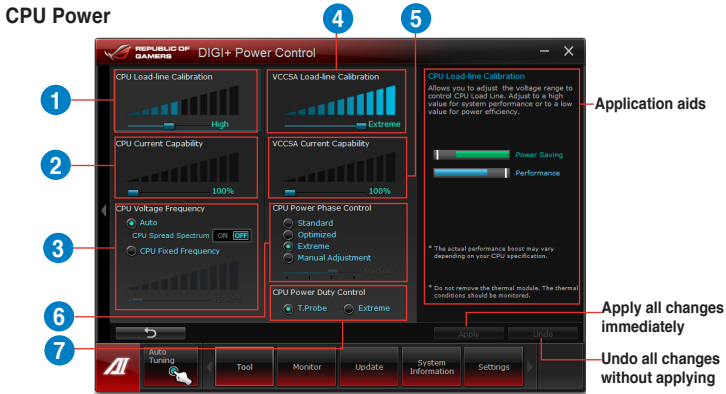 CPU Power
4
5
REPUBLIC OF
GAMERS
DIGI+ Power Control
1
CPU Load-line Calibration
High
VCCSA Load-line Calibration
Extreme
CPU Load-line Calibration
Allows you to adjust the voltage range to
control CPU Load Line. Adjust to a high
value for system performance or to a low
value for power efficiency.
Application aids
2
CPU Current Capability
100%
VCCSA Current Capability
100%
Power Saving
Performance
3
CPU Voltage Frequency
Auto
CPU Spread Spectrum
ON OFF
CPU Fixed Frequency
CPU Power Phase Control
Standard
Optimized
Extreme
Manual Adjustment
Medium
* The actual performance boost may vary
depending on your CPU specification.
* Do not remove the thermal module. The thermal
conditions should be monitored.
6
CPU Power Duty Control
T.Probe
Extreme
7
Apply
Undo
Apply all changes
immediately
Auto
Tuning
Tool
Monitor
Update
System
Information
Settings
Undo all changes
without applying